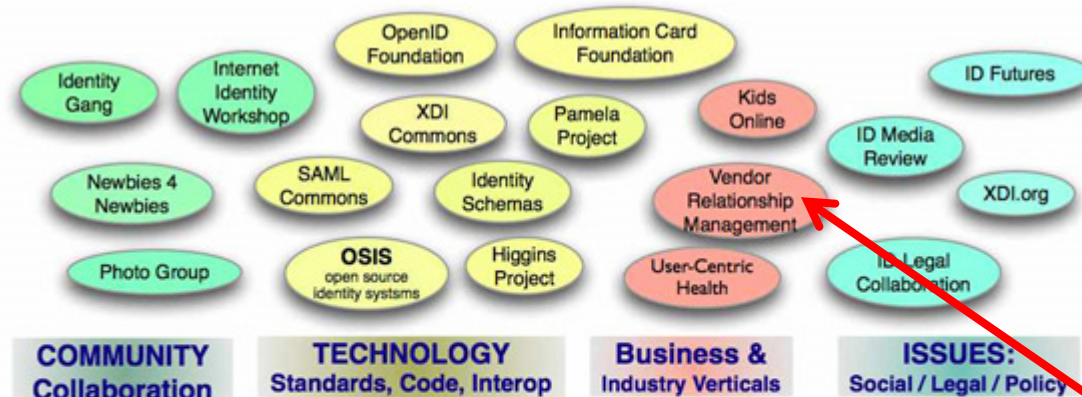 OpenID
Foundation
Information Card
Foundation
Identity
Gang
Internet
Identity
Workshop
ID Futures
XDI
Commons
Pamela
Project
Kids
Online
ID Media
Review
Newbies 4
Newbies
SAML
Commons
Identity
Schemas
Vendor
Relationship
Management
XDI.org
Photo Group
OSIS
open source
identity systsms
Higgins
Project
User-Centric
Health
ID Legal
Collaboration
COMMUNITY
Collaboration
TECHNOLOGY
Standards, Code, Interop
Business &
Industry Verticals
ISSUES:
Social / Legal / Policy